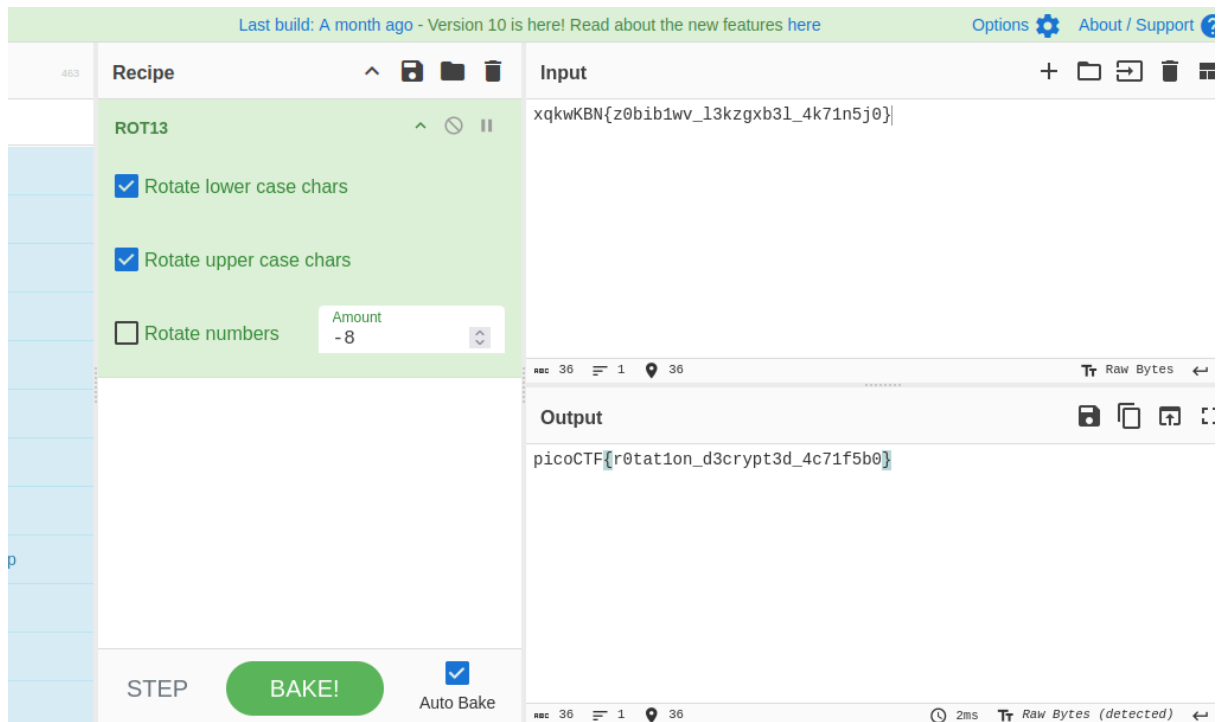 Last build: A month ago - Version 10 is here! Read about the new features here
Options
About / Support
463
Recipe
Input
ROT13
Rotate lower case chars
Rotate upper case chars
Rotate numbers
Amount
-8
xqkwKBN{z0bib1wv_l3kzgxb3l_4k71n5j0}
ABC 36 1 36
Raw Bytes
Output
picoCTF{r0tat1on_d3crypt3d_4c71f5b0}
p
STEP
BAKE!
Auto Bake
ABC 36 1 36
2ms
Raw Bytes (detected)